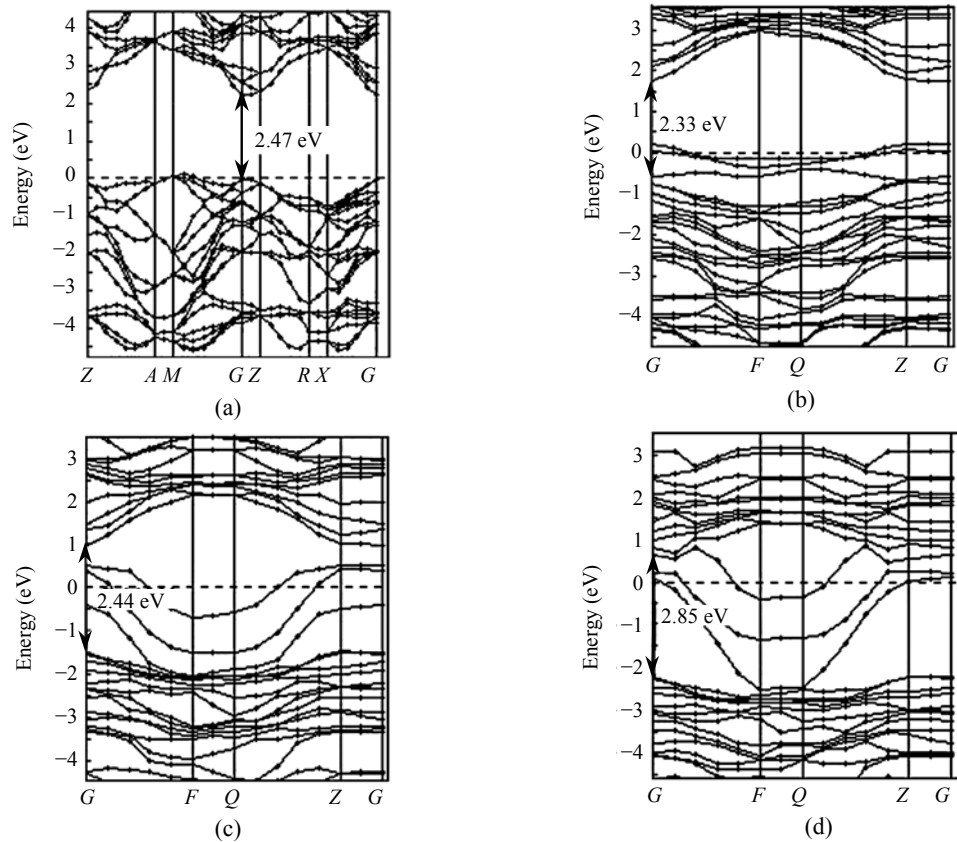 4
3
2
1
0
−1
−2
−3
−4
Energy (eV)
2.47 eV
Z A M G Z R X G
(a)
3
2
1
0
−1
−2
−3
−4
Energy (eV)
2.33 eV
G F Q Z G
(b)
3
2
1
0
−1
−2
−3
−4
Energy (eV)
2.44 eV
G F Q Z G
(c)
3
2
1
0
−1
−2
−3
−4
Energy (eV)
2.85 eV
G F Q Z G
(d)